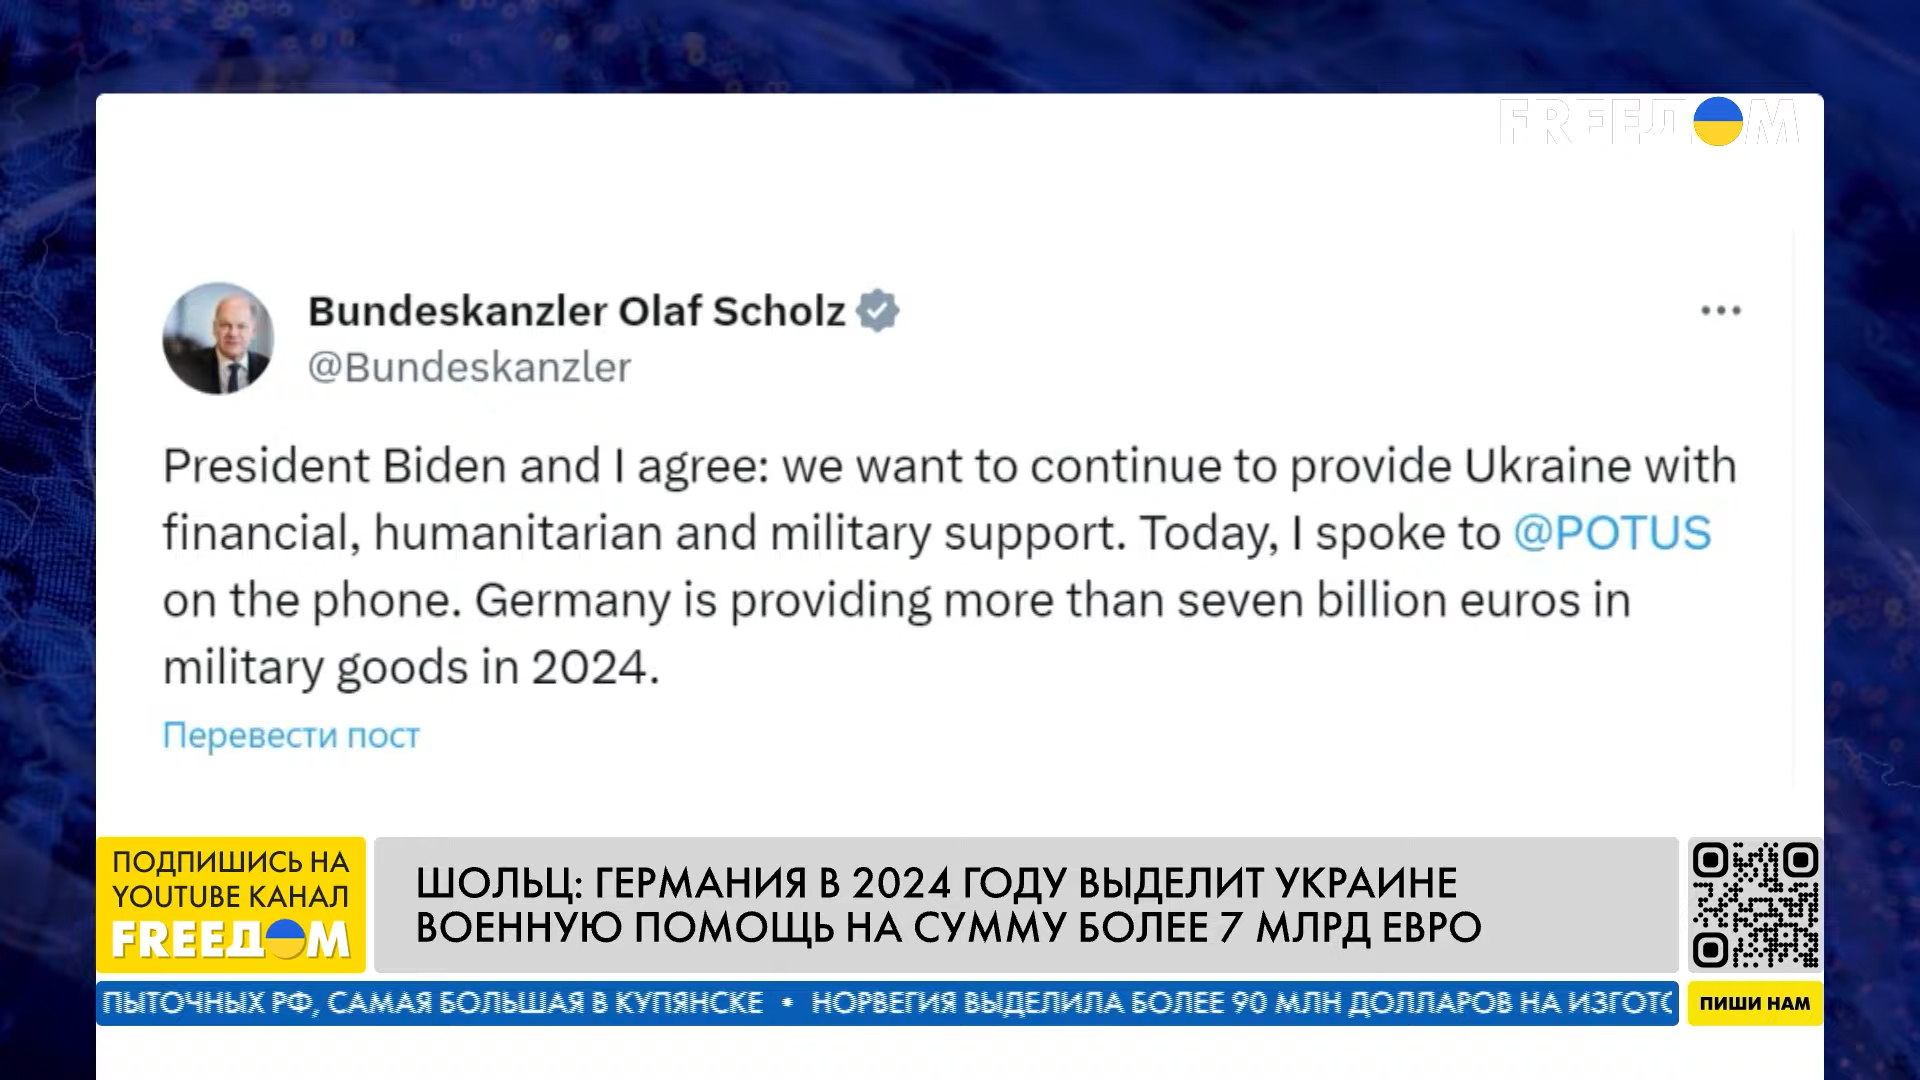 FREEДOM
Bundeskanzler Olaf Scholz
@Bundeskanzler
President Biden and I agree: we want to continue to provide Ukraine with
financial, humanitarian and military support. Today, I spoke to @POTUS
on the phone. Germany is providing more than seven billion euros in
military goods in 2024.
Перевести пост
ПОДПИШИСЬ НА
YOUTUBE КАНАЛ
FREEДOM
ШОЛЬЦ: ГЕРМАНИЯ В 2024 ГОДУ ВЫДЕЛИТ УКРАИНЕ
ВОЕННУЮ ПОМОЩЬ НА СУММУ БОЛЕЕ 7 МЛРД ЕВРО
ПЫТОЧНЫХ РФ, САМАЯ БОЛЬШАЯ В КУПЯНСКЕ • НОРВЕГИЯ ВЫДЕЛИЛА БОЛЕЕ 90 МЛН ДОЛЛАРОВ НА
ПИШИ НАМ